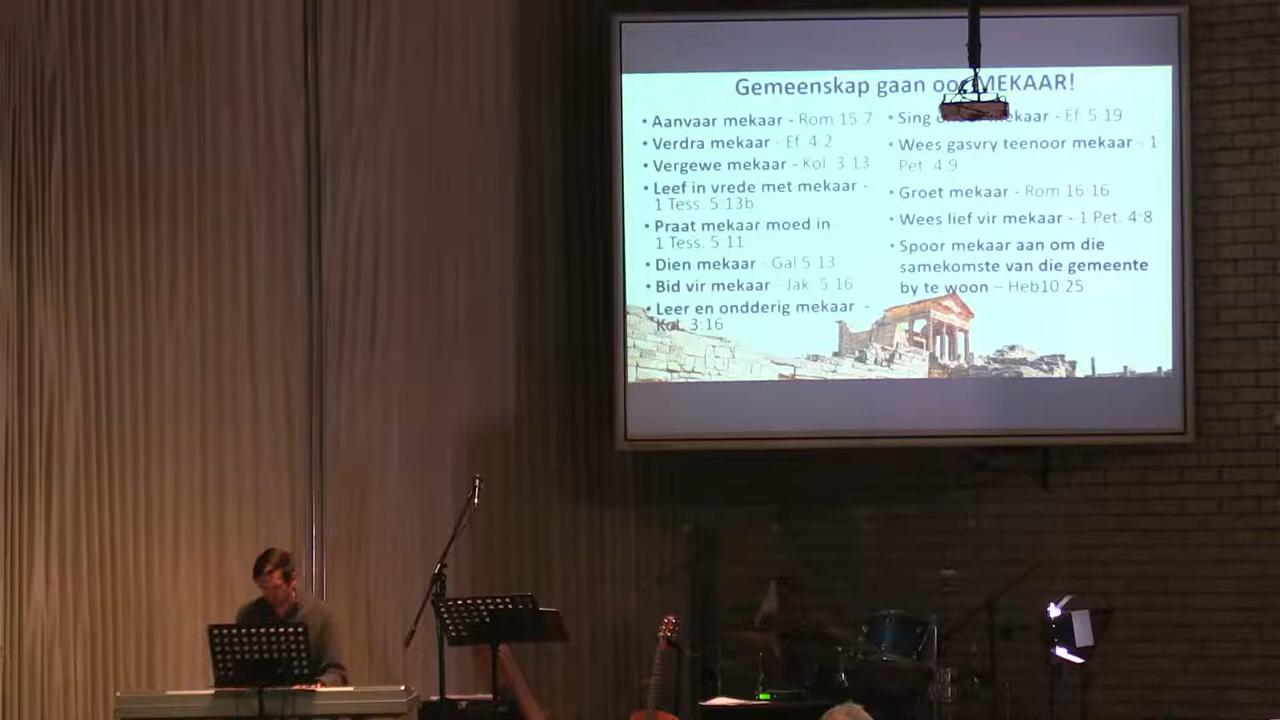 Gemeenskap gaan MEKAAR!
• Aanvaar mekaar - Rom 15 7
• Verdra mekaar - Ef. 4:2
• Vergewe mekaar - Kol. 3.13
• Leef in vrede met mekaar -
1 Tess. 5:13b
• Praat mekaar moed in -
1 Tess. 5 11
• Dien mekaar - Gal 5 13
• Bid vir mekaar - Jak 5 16
• Leer en ondderig mekaar -
Kol. 3:16
• Sing mekaar - Ef 5 19
• Wees gasvry teenoor mekaar - 1
Pet. 4:9
• Groet mekaar - Rom 16 16
• Wees lief vir mekaar - 1 Pet. 4:8
• Spoor mekaar aan om die
samekomste van die gemeente
by te woon – Heb10:25